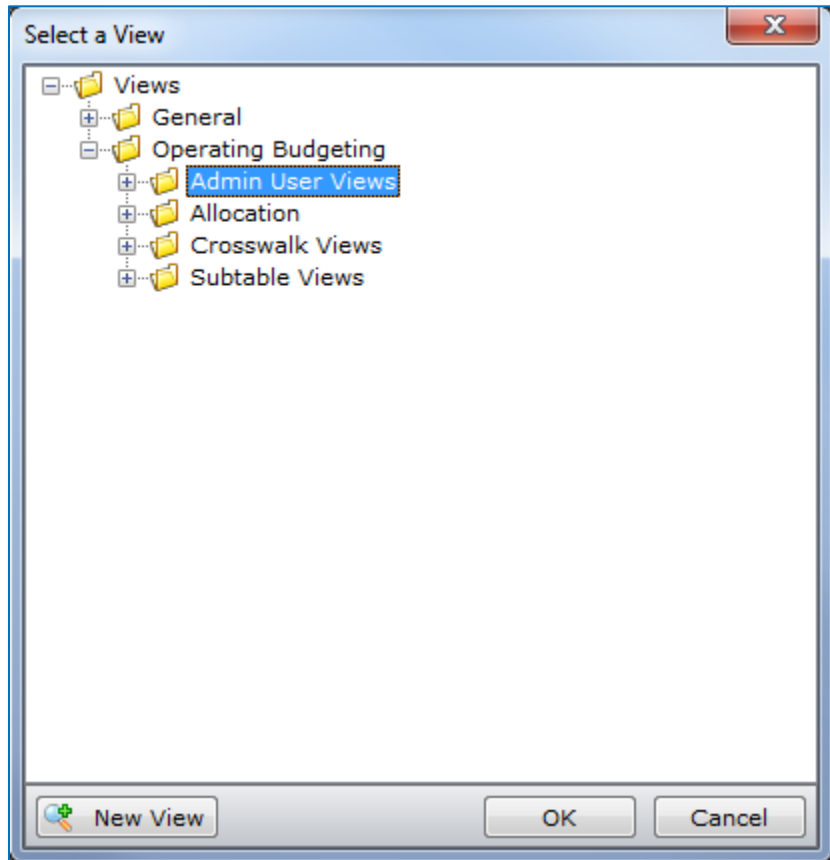 Select a View
Views
General
Operating Budgeting
Admin User Views
Allocation
Crosswalk Views
Subtable Views
New View
OK
Cancel